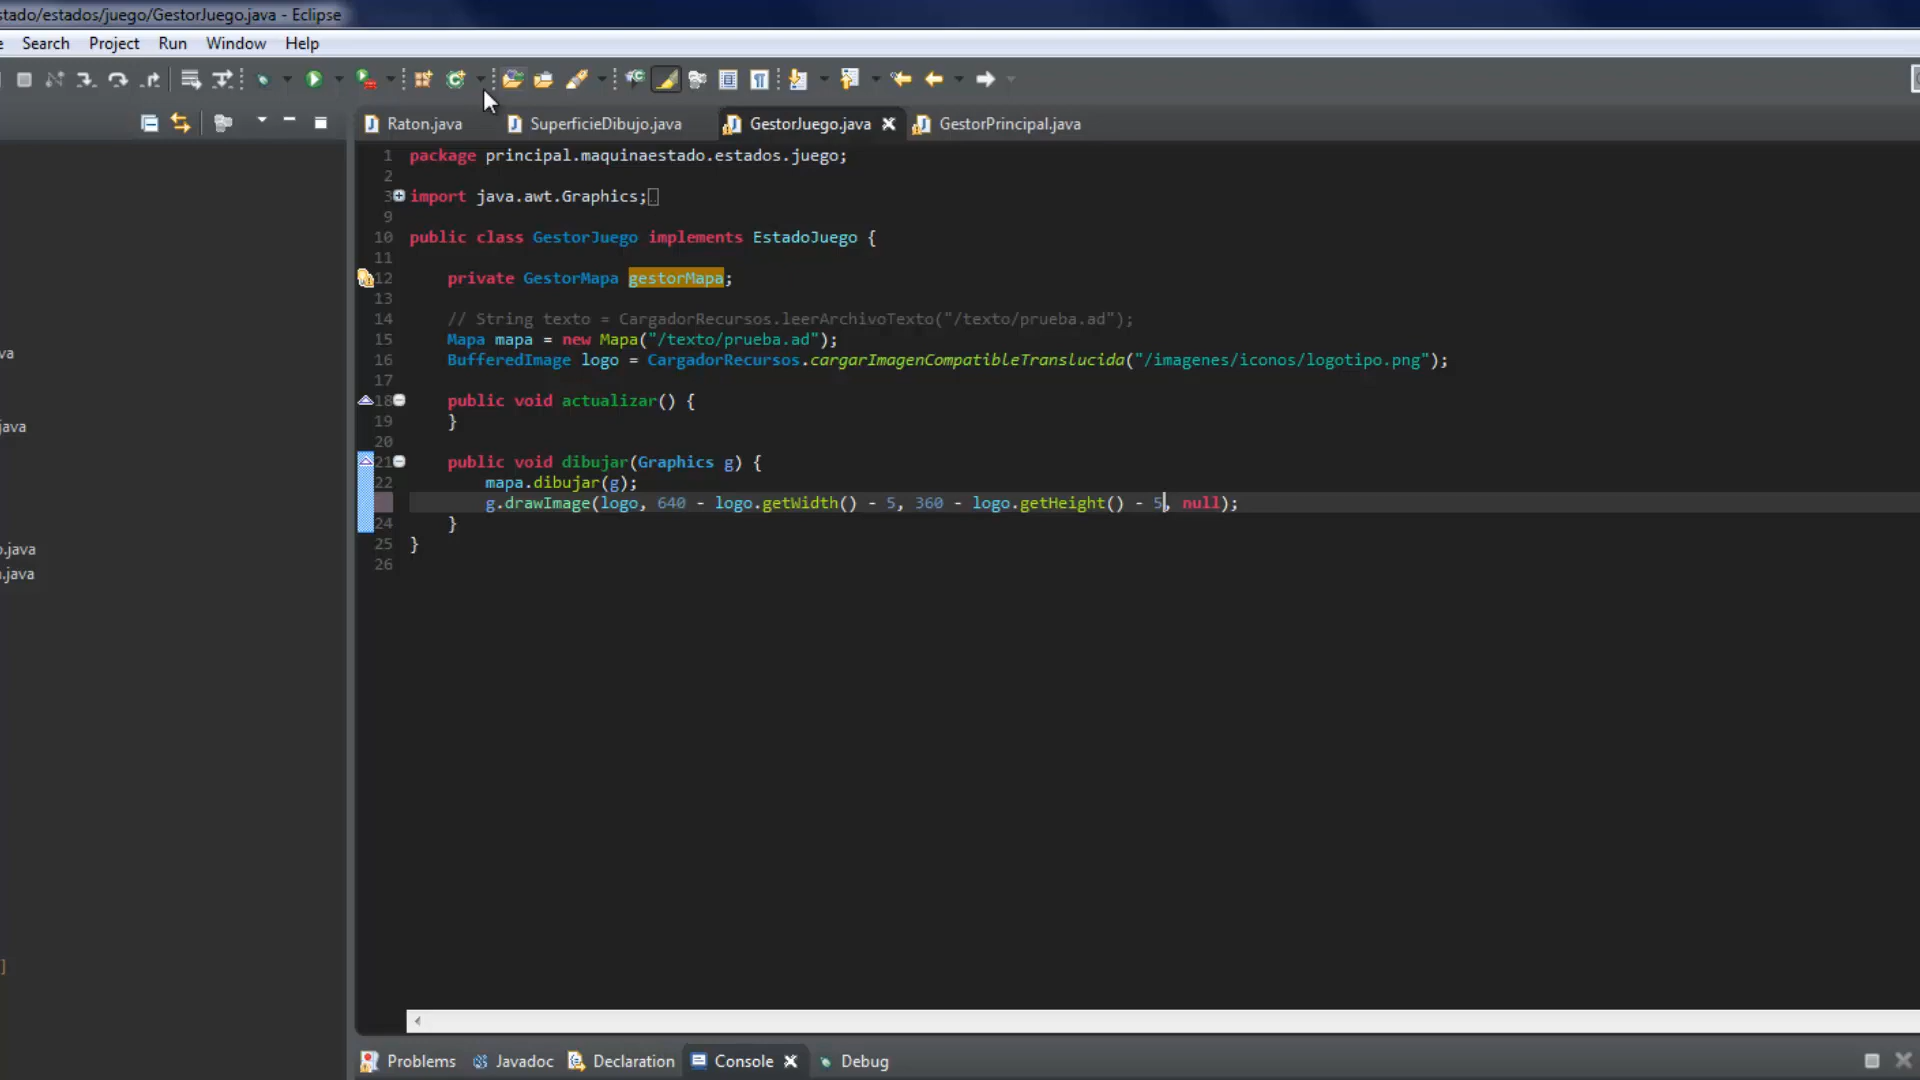 stado/estados/juego/GestorJuego.java - Eclipse
e Search Project Run Window Help
Raton.java SuperficieDibujo.java GestorJuego.java GestorPrincipal.java
1 package principal.maquinaestado.estados.juego;
2
3 import java.awt.Graphics;
9
10 public class GestorJuego implements EstadoJuego {
11
12 private GestorMapa gestorMapa;
13
14 // String texto = CargadorRecursos.leerArchivoTexto("/texto/prueba.ad");
15 Mapa mapa = new Mapa("/texto/prueba.ad");
16 BufferedImage logo = CargadorRecursos.cargarImagenCompatibleTranslucida("/imagenes/iconos/logotipo.png");
17
18 public void actualizar() {
19 }
20
21 public void dibujar(Graphics g) {
22 mapa.dibujar(g);
g.drawImage(logo, 640 - logo.getWidth() - 5, 360 - logo.getHeight() - 5, null);
24 }
25 }
26
va
java
o.java
a.java
]
Problems Javadoc Declaration Console Debug